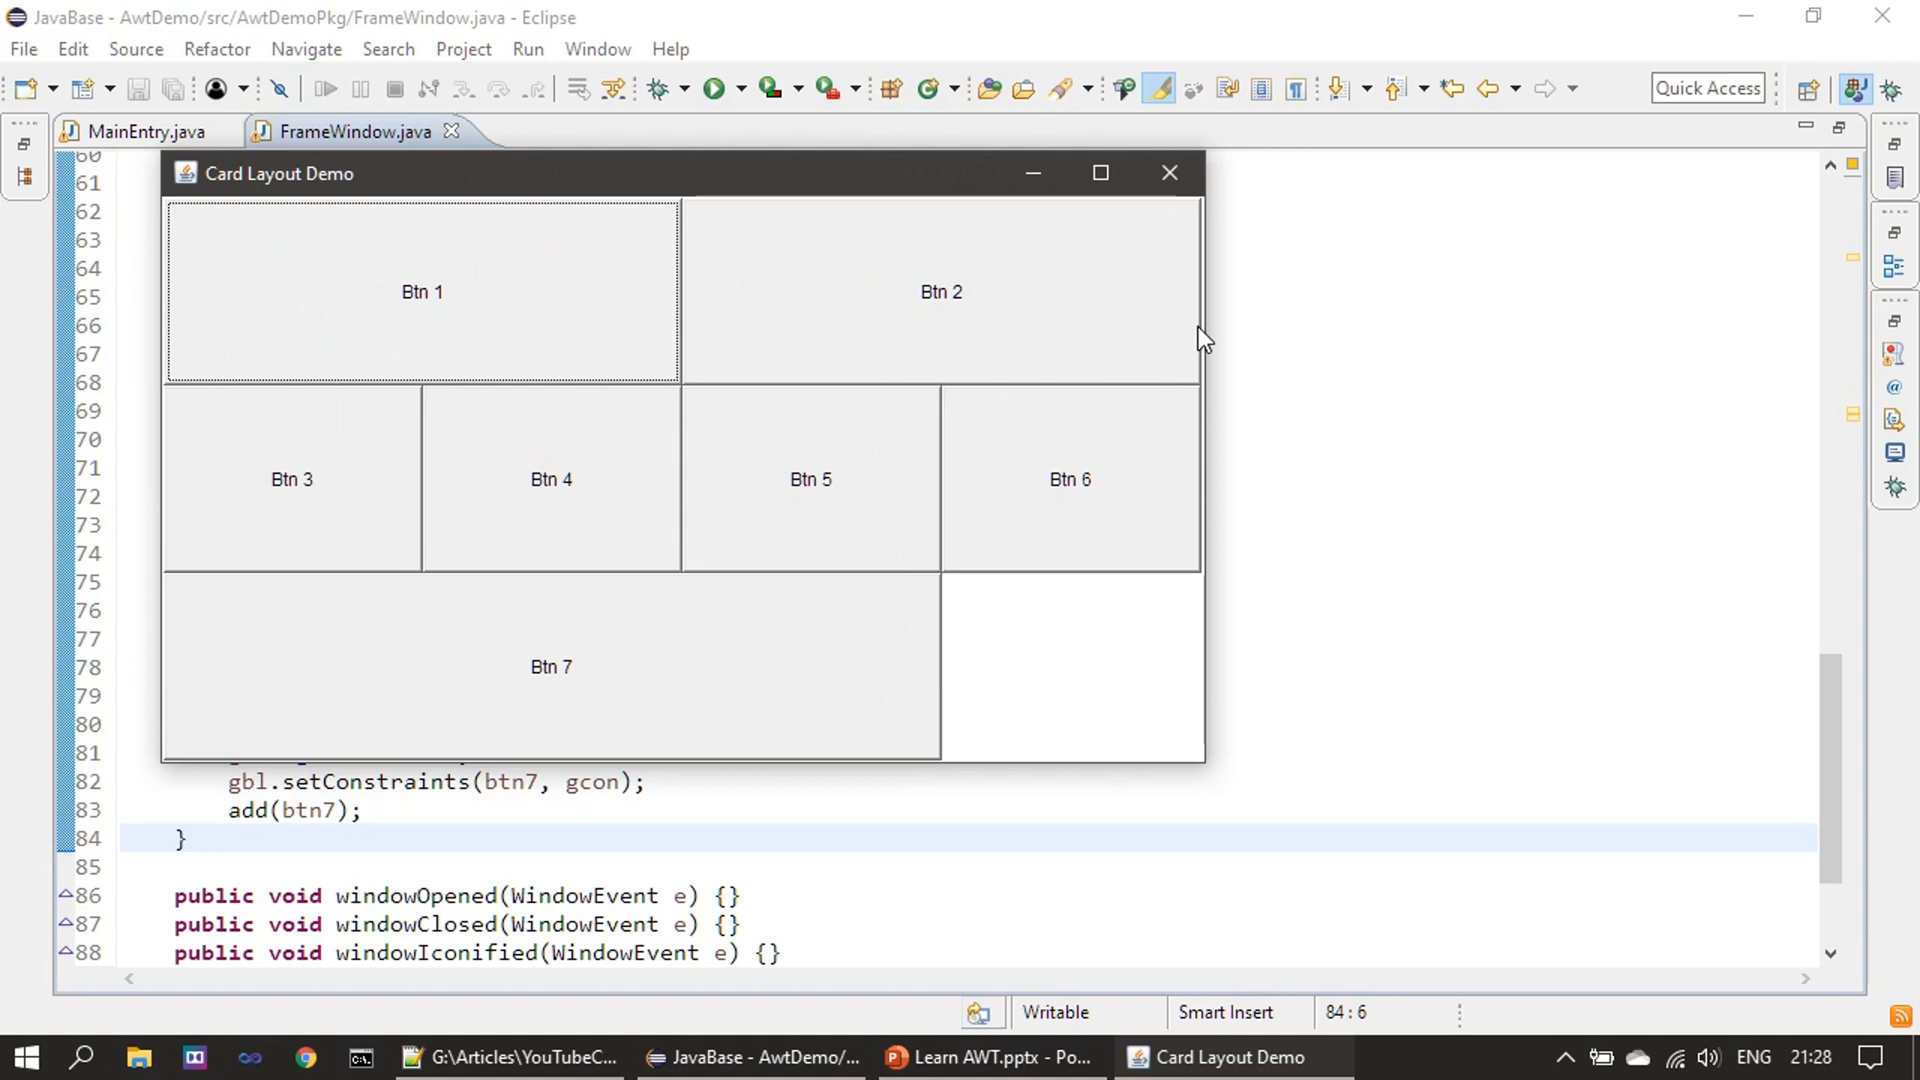 JavaBase - AwtDemo/src/AwtDemoPkg/FrameWindow.java - Eclipse
File Edit Source Refactor Navigate Search Project Run Window Help
Quick Access
MainEntry.java FrameWindow.java
60
61
62
63
64
65
66
67
68
69
70
71
72
73
74
75
76
77
78
79
80
81
Card Layout Demo
Btn 1 Btn 2
Btn 3 Btn 4 Btn 5 Btn 6
Btn 7
82 gbl.setConstraints(btn7, gcon);
83 add(btn7);
84 }
85
86 public void windowOpened(WindowEvent e) {}
87 public void windowClosed(WindowEvent e) {}
88 public void windowIconified(WindowEvent e) {}
Writable Smart Insert 84 : 6
G:\Articles\YouTubeC... JavaBase - AwtDemo/... Learn AWT.pptx - Po... Card Layout Demo ENG 21:28